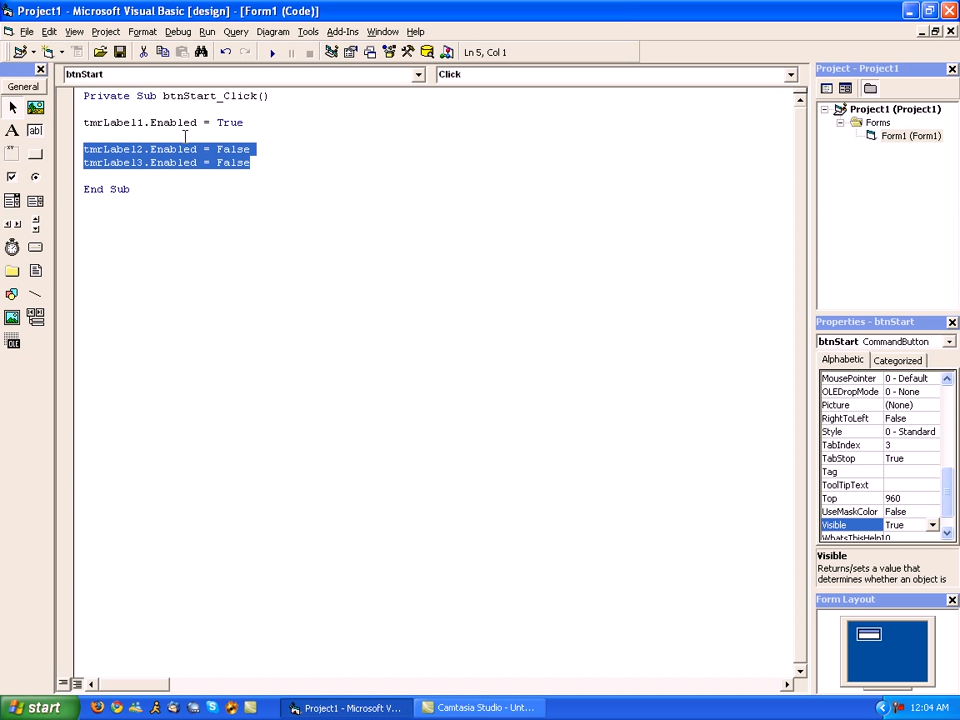 Project1 - Microsoft Visual Basic [design] - [Form1 (Code)]
File Edit View Project Format Debug Run Query Diagram Tools Add-Ins Window Help
Ln 5, Col 1
General
btnStart
Click
Private Sub btnStart_Click()
tmrLabel1.Enabled = True
tmrLabel2.Enabled = False
tmrLabel3.Enabled = False
End Sub
Project - Project1
Project1 (Project1)
Forms
Form1 (Form1)
Properties - btnStart
btnStart CommandButton
Alphabetic Categorized
MousePointer 0 - Default
OLEDropMode 0 - None
Picture (None)
RightToLeft False
Style 0 - Standard
TabIndex 3
TabStop True
Tag
ToolTipText
Top 960
UseMaskColor False
Visible True
Visible
Returns/sets a value that
determines whether an object is
Form Layout
start
Project1 - Microsoft V...
Camtasia Studio - Unt...
12:04 AM